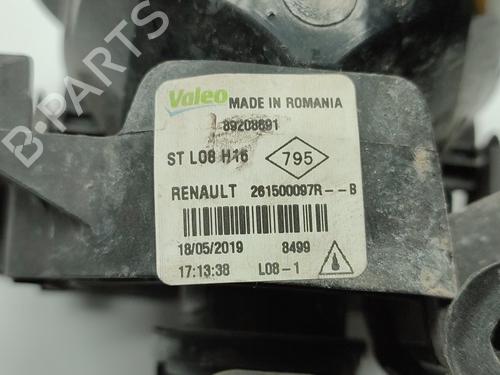 B-PARTS
Valeo MADE IN ROMANIA
89208691
ST L08 H16 795
RENAULT 261500097R--B
18/05/2019 8499
17:13:38 L08-1